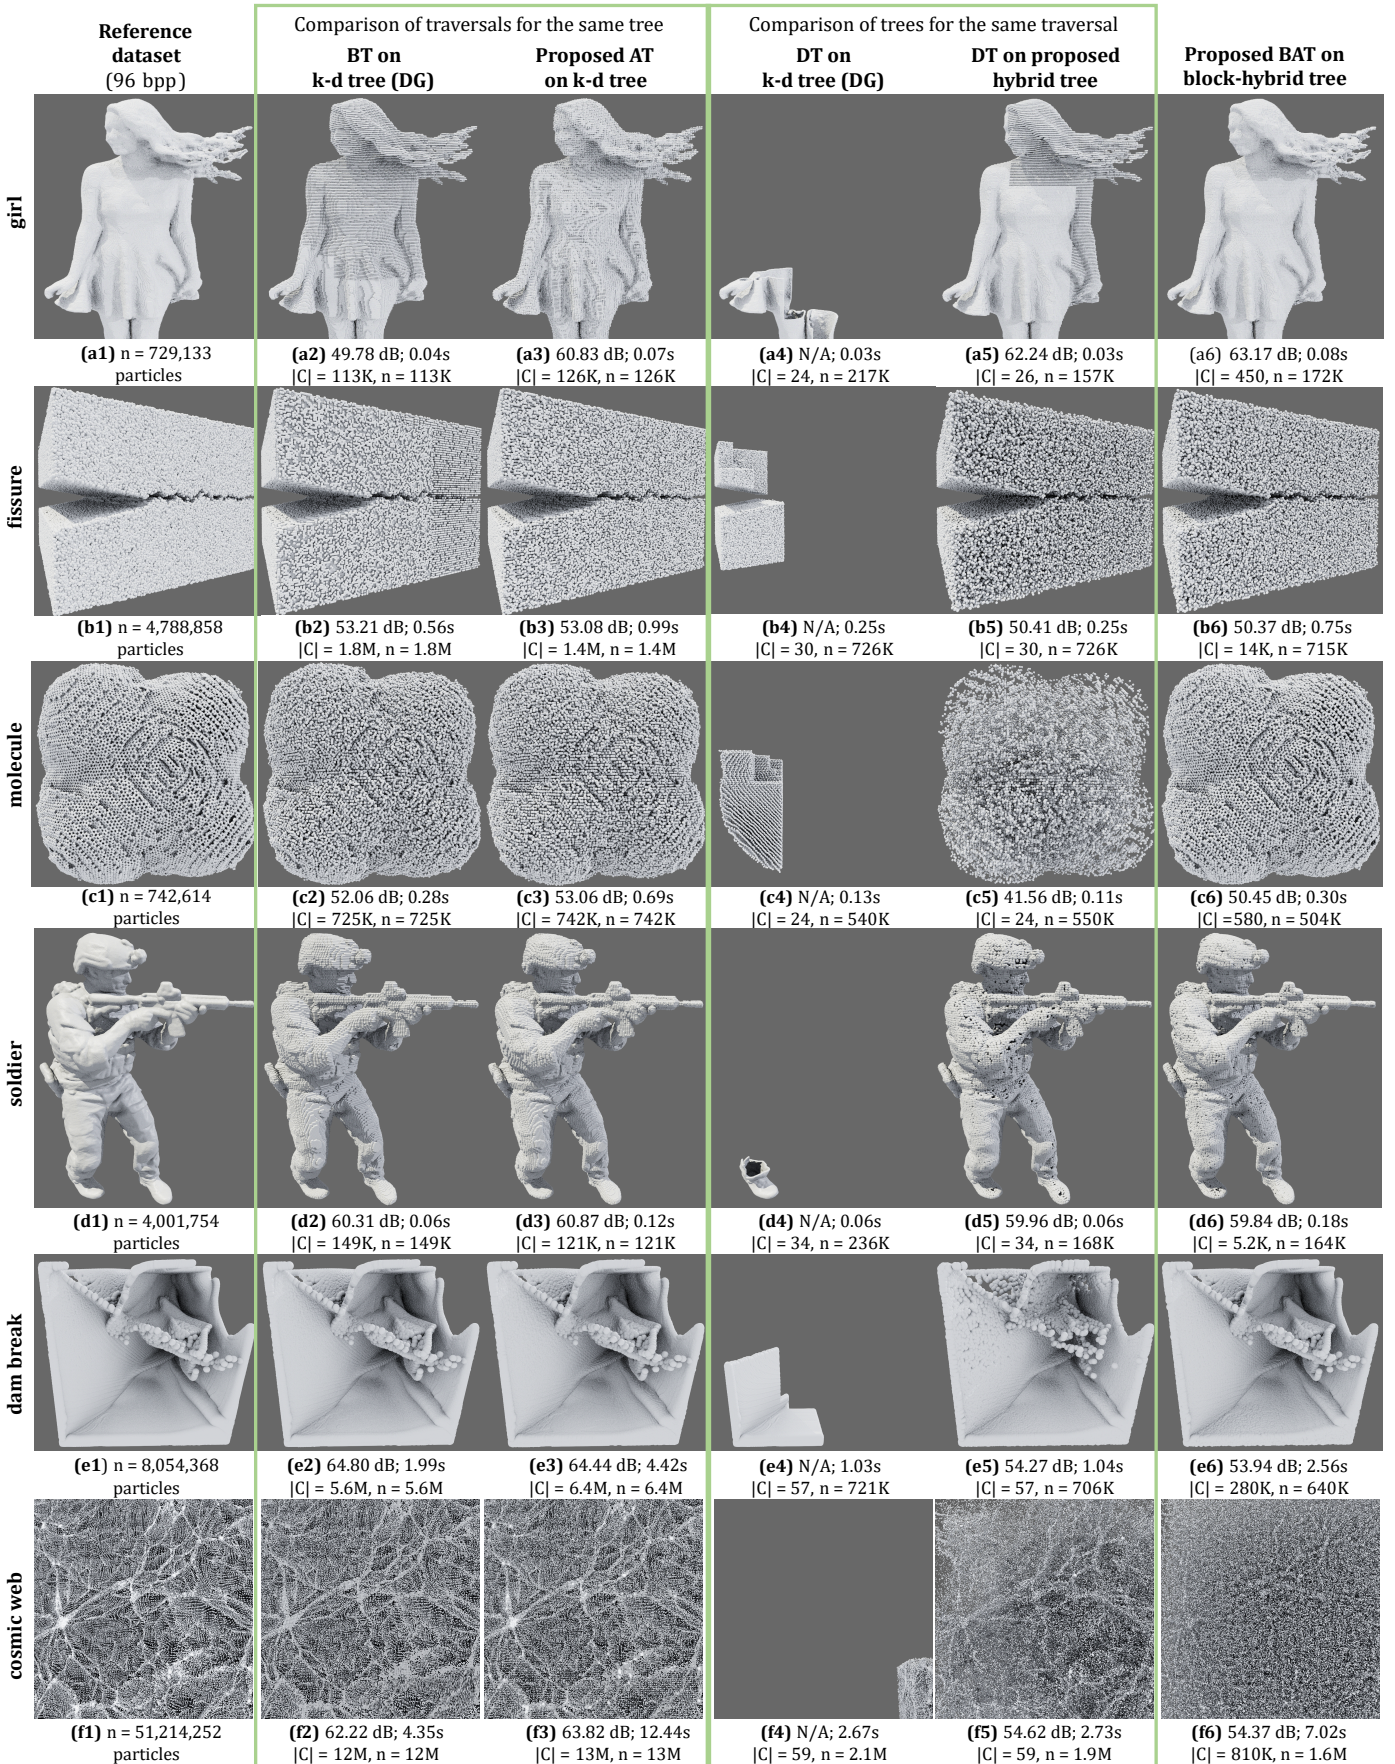 Comparison of traversals for the same tree
Comparison of trees for the same traversal
Reference
dataset
(96 bpp)
BT on
k-d tree (DG)
Proposed AT
on k-d tree
DT on
k-d tree (DG)
DT on proposed
hybrid tree
Proposed BAT on
block-hybrid tree
girl
(a1) n = 729,133
particles
(a2) 49.78 dB; 0.04s
|C| = 113K, n = 113K
(a3) 60.83 dB; 0.07s
|C| = 126K, n = 126K
(a4) N/A; 0.03s
|C| = 24, n = 217K
(a5) 62.24 dB; 0.03s
|C| = 26, n = 157K
(a6) 63.17 dB; 0.08s
|C| = 450, n = 172K
fissure
(b1) n = 4,788,858
particles
(b2) 53.21 dB; 0.56s
|C| = 1.8M, n = 1.8M
(b3) 53.08 dB; 0.99s
|C| = 1.4M, n = 1.4M
(b4) N/A; 0.25s
|C| = 30, n = 726K
(b5) 50.41 dB; 0.25s
|C| = 30, n = 726K
(b6) 50.37 dB; 0.75s
|C| = 14K, n = 715K
molecule
(c1) n = 742,614
particles
(c2) 52.06 dB; 0.28s
|C| = 725K, n = 725K
(c3) 53.06 dB; 0.69s
|C| = 742K, n = 742K
(c4) N/A; 0.13s
|C| = 24, n = 540K
(c5) 41.56 dB; 0.11s
|C| = 24, n = 550K
(c6) 50.45 dB; 0.30s
|C| =580, n = 504K
soldier
(d1) n = 4,001,754
particles
(d2) 60.31 dB; 0.06s
|C| = 149K, n = 149K
(d3) 60.87 dB; 0.12s
|C| = 121K, n = 121K
(d4) N/A; 0.06s
|C| = 34, n = 236K
(d5) 59.96 dB; 0.06s
|C| = 34, n = 168K
(d6) 59.84 dB; 0.18s
|C| = 5.2K, n = 164K
dam break
(e1) n = 8,054,368
particles
(e2) 64.80 dB; 1.99s
|C| = 5.6M, n = 5.6M
(e3) 64.44 dB; 4.42s
|C| = 6.4M, n = 6.4M
(e4) N/A; 1.03s
|C| = 57, n = 721K
(e5) 54.27 dB; 1.04s
|C| = 57, n = 706K
(e6) 53.94 dB; 2.56s
|C| = 280K, n = 640K
cosmic web
(f1) n = 51,214,252
particles
(f2) 62.22 dB; 4.35s
|C| = 12M, n = 12M
(f3) 63.82 dB; 12.44s
|C| = 13M, n = 13M
(f4) N/A; 2.67s
|C| = 59, n = 2.1M
(f5) 54.62 dB; 2.73s
|C| = 59, n = 1.9M
(f6) 54.37 dB; 7.02s
|C| = 810K, n = 1.6M